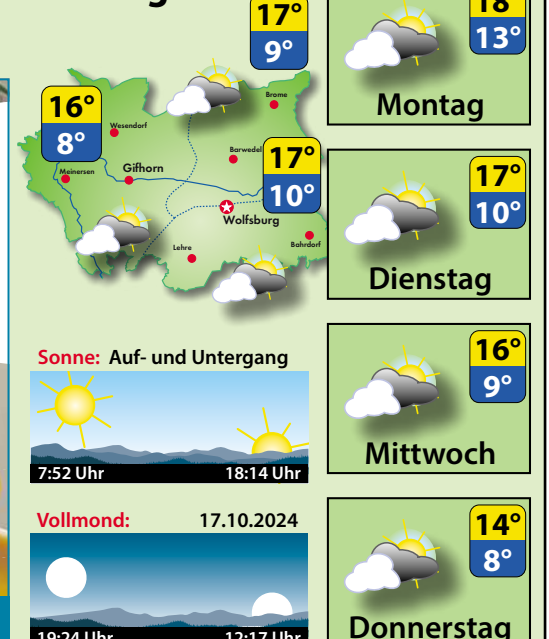 17°
9°
16°
8°
Wesendorf
Brome
Barwedel
Meinersen
Gifhorn
17°
10°
Wolfsburg
Lehre
Bahrdorf
Sonne: Auf- und Untergang
7:52 Uhr 18:14 Uhr
Vollmond: 17.10.2024
19:24 Uhr 12:17 Uhr
18°
13°
Montag
17°
10°
Dienstag
16°
9°
Mittwoch
14°
8°
Donnerstag